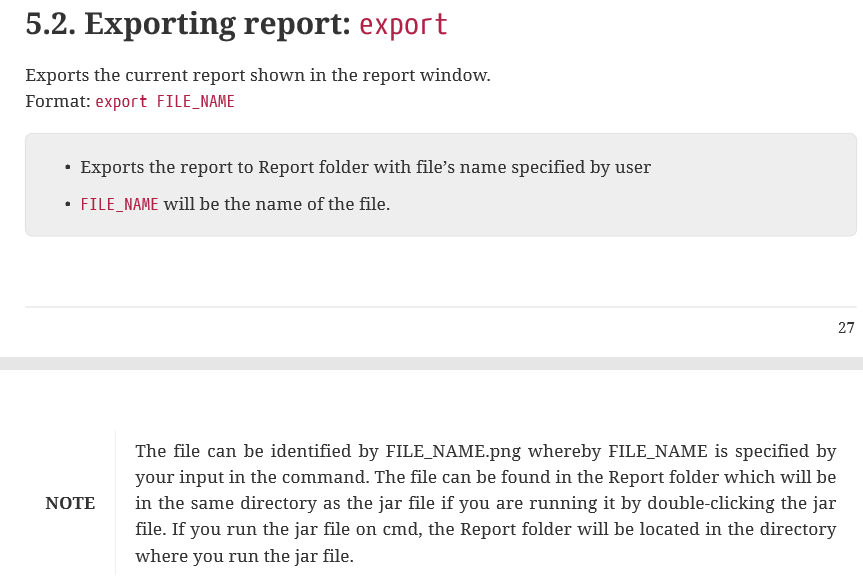 5.2. Exporting report: export
Exports the current report shown in the report window.
Format: export FILE_NAME
• Exports the report to Report folder with file’s name specified by user
• FILE_NAME will be the name of the file.
27
The file can be identified by FILE_NAME.png whereby FILE_NAME is specified by
your input in the command. The file can be found in the Report folder which will be
NOTE
in the same directory as the jar file if you are running it by double-clicking the jar
file. If you run the jar file on cmd, the Report folder will be located in the directory
where you run the jar file.